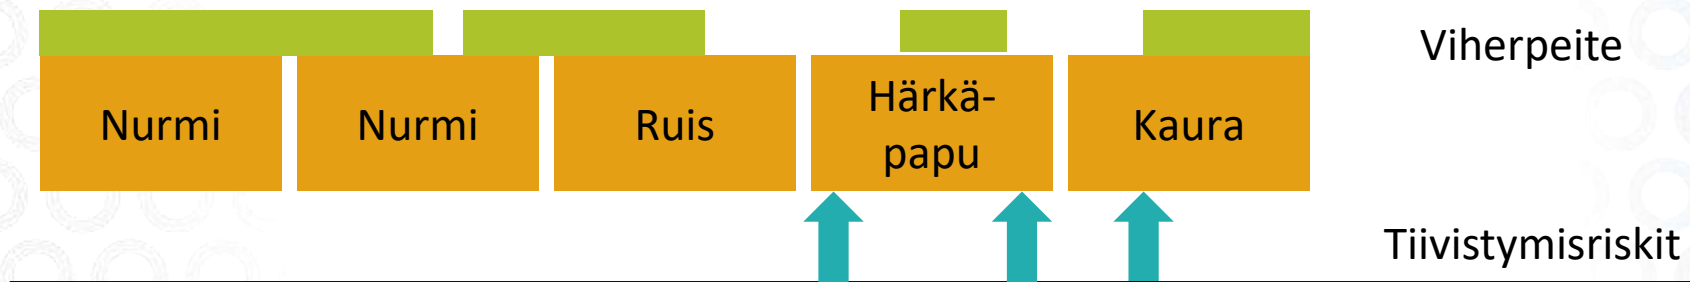 Viherpeite
Nurmi
Nurmi
Ruis
Härkä-
papu
Kaura
Tiivistymisriskit